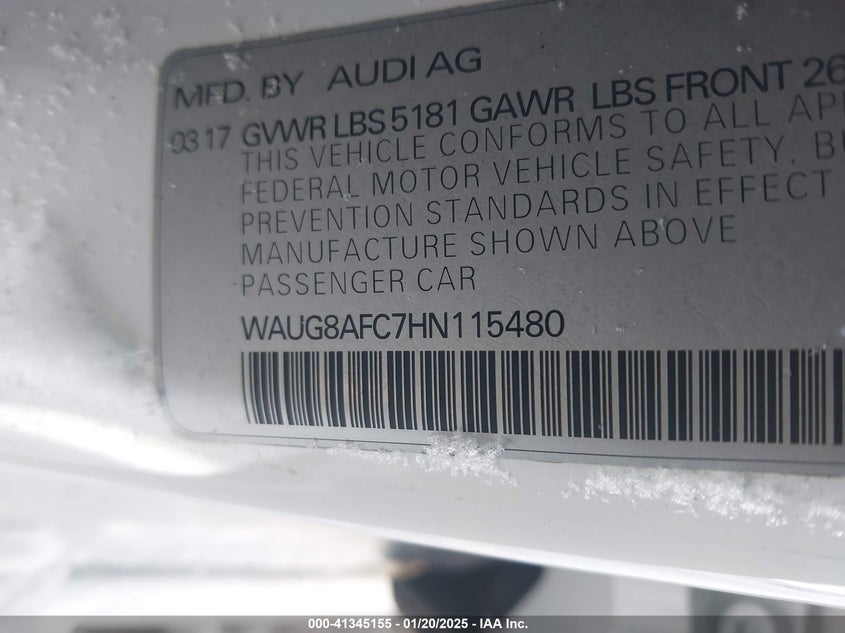 MFD. BY AUDI AG
03 17 GVWR LBS 5181 GAWR LBS FRONT 26
THIS VEHICLE CONFORMS TO ALL AP
FEDERAL MOTOR VEHICLE SAFETY, B
PREVENTION STANDARDS IN EFFECT
MANUFACTURE SHOWN ABOVE
PASSENGER CAR
WAUG8AFC7HN115480
000-41345155 - 01/20/2025 - IAA Inc.